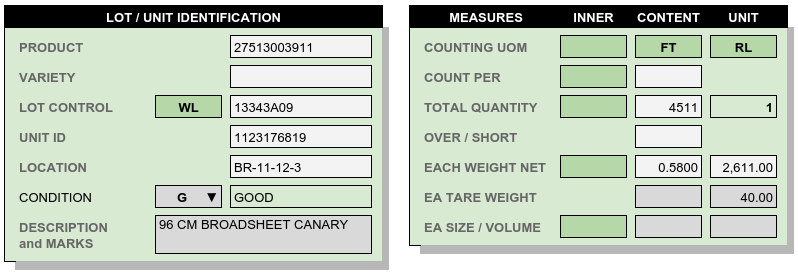 LOT / UNIT IDENTIFICATION
PRODUCT 27513003911
VARIETY
LOT CONTROL WL 13343A09
UNIT ID 1123176819
LOCATION BR-11-12-3
CONDITION G ▼ GOOD
DESCRIPTION and MARKS 96 CM BROADSHEET CANARY
MEASURES INNER CONTENT UNIT
COUNTING UOM FT RL
COUNT PER
TOTAL QUANTITY 4511 1
OVER / SHORT
EACH WEIGHT NET 0.5800 2,611.00
EA TARE WEIGHT 40.00
EA SIZE / VOLUME